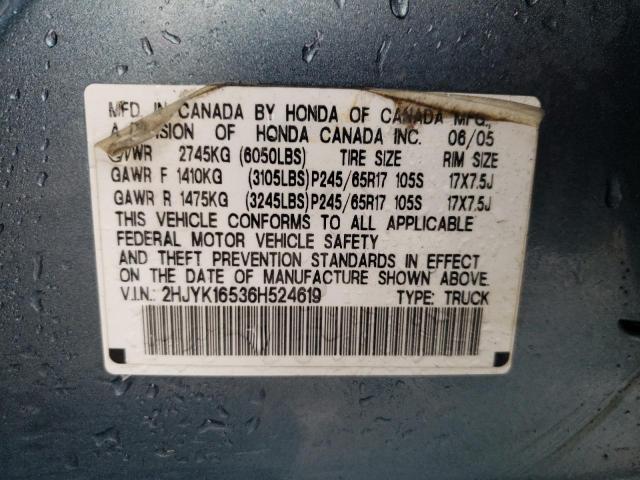 MFD. IN CANADA BY HONDA OF CANADA MFG.,
A DIVISION OF HONDA CANADA INC. 06/05
GVWR 2745KG (6050LBS) TIRE SIZE RIM SIZE
GAWR F 1410KG (3105LBS)P245/65R17 105S 17X7.5J
GAWR R 1475KG (3245LBS)P245/65R17 105S 17X7.5J
THIS VEHICLE CONFORMS TO ALL APPLICABLE
FEDERAL MOTOR VEHICLE SAFETY
AND THEFT PREVENTION STANDARDS IN EFFECT
ON THE DATE OF MANUFACTURE SHOWN ABOVE.
V.I.N.: 2HJYK16536H524619 TYPE: TRUCK